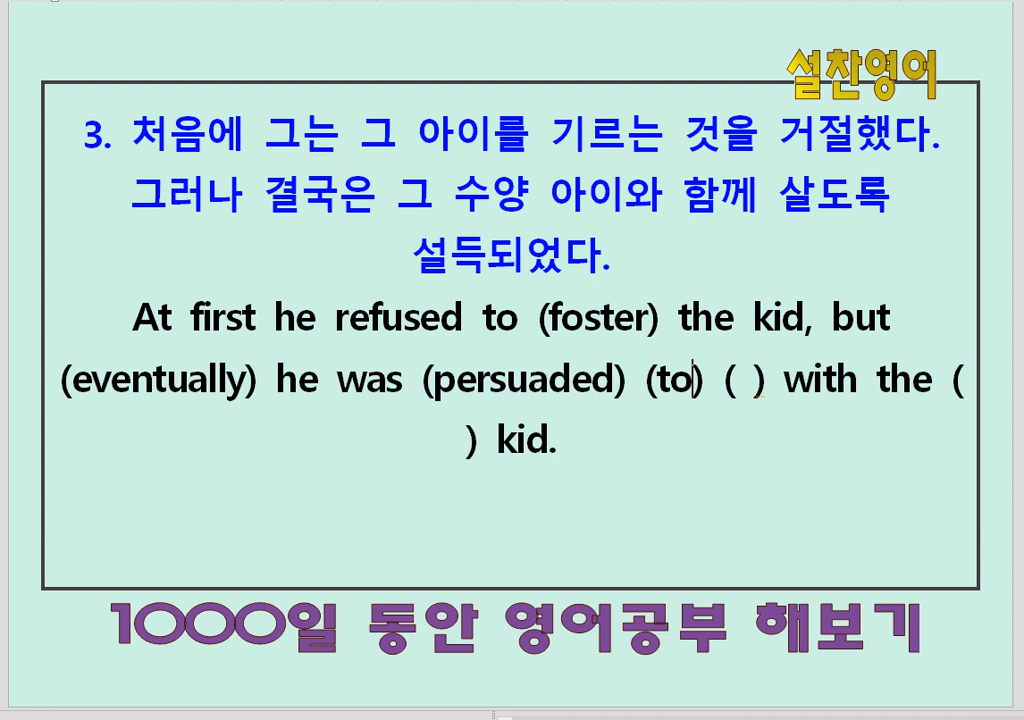 설찬영어
3. 처음에 그는 그 아이를 기르는 것을 거절했다.
그러나 결국은 그 수양 아이와 함께 살도록
설득되었다.
At first he refused to (foster) the kid, but
(eventually) he was (persuaded) (to) ( ) with the (
) kid.
1000일 동안 영어공부 해보기